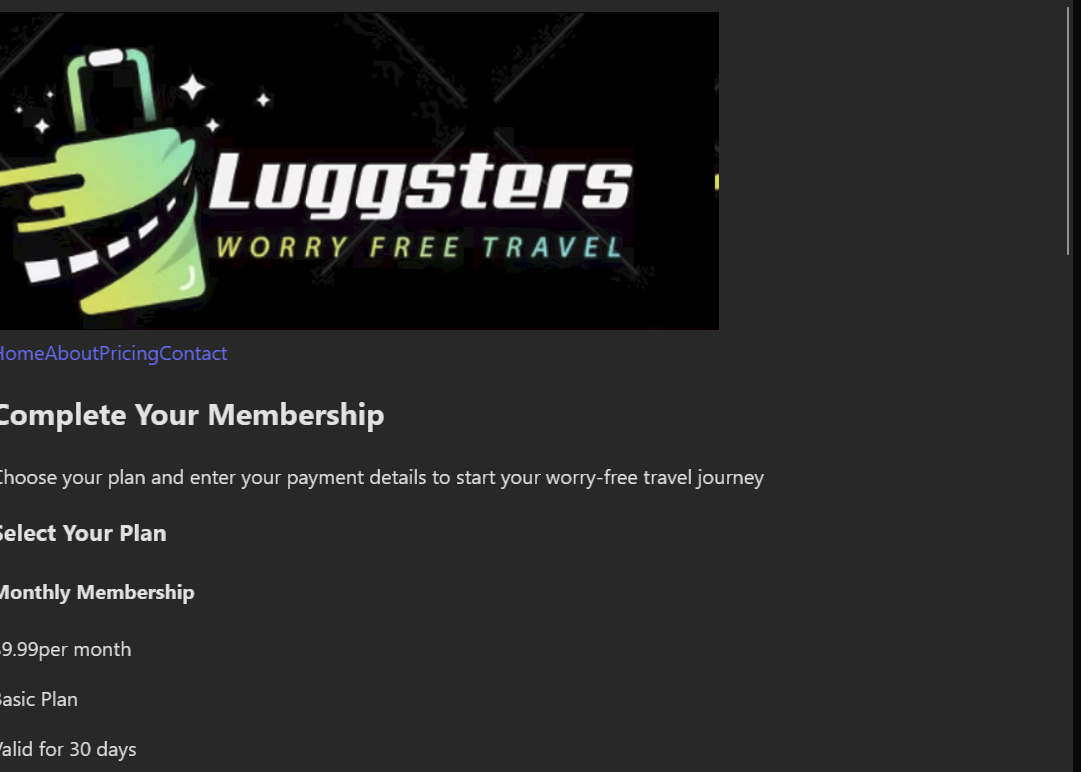 Luggsters
WORRY FREE TRAVEL
HomeAboutPricingContact
Complete Your Membership
Choose your plan and enter your payment details to start your worry-free travel journey
Select Your Plan
Monthly Membership
9.99per month
Basic Plan
Valid for 30 days